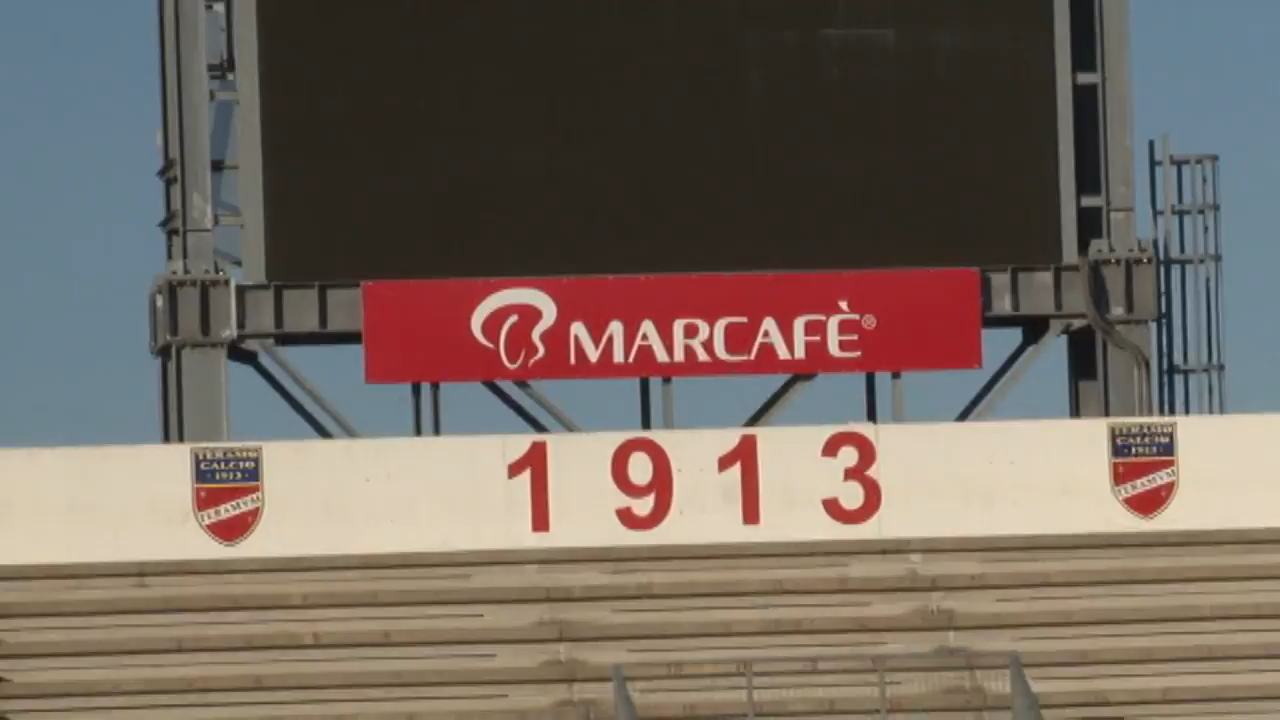 MARCAFÈ®
1913
TERAMO
CALCIO
· 1913 ·
TERAMVM
TERAMO
CALCIO
· 1913 ·
TERAMVM